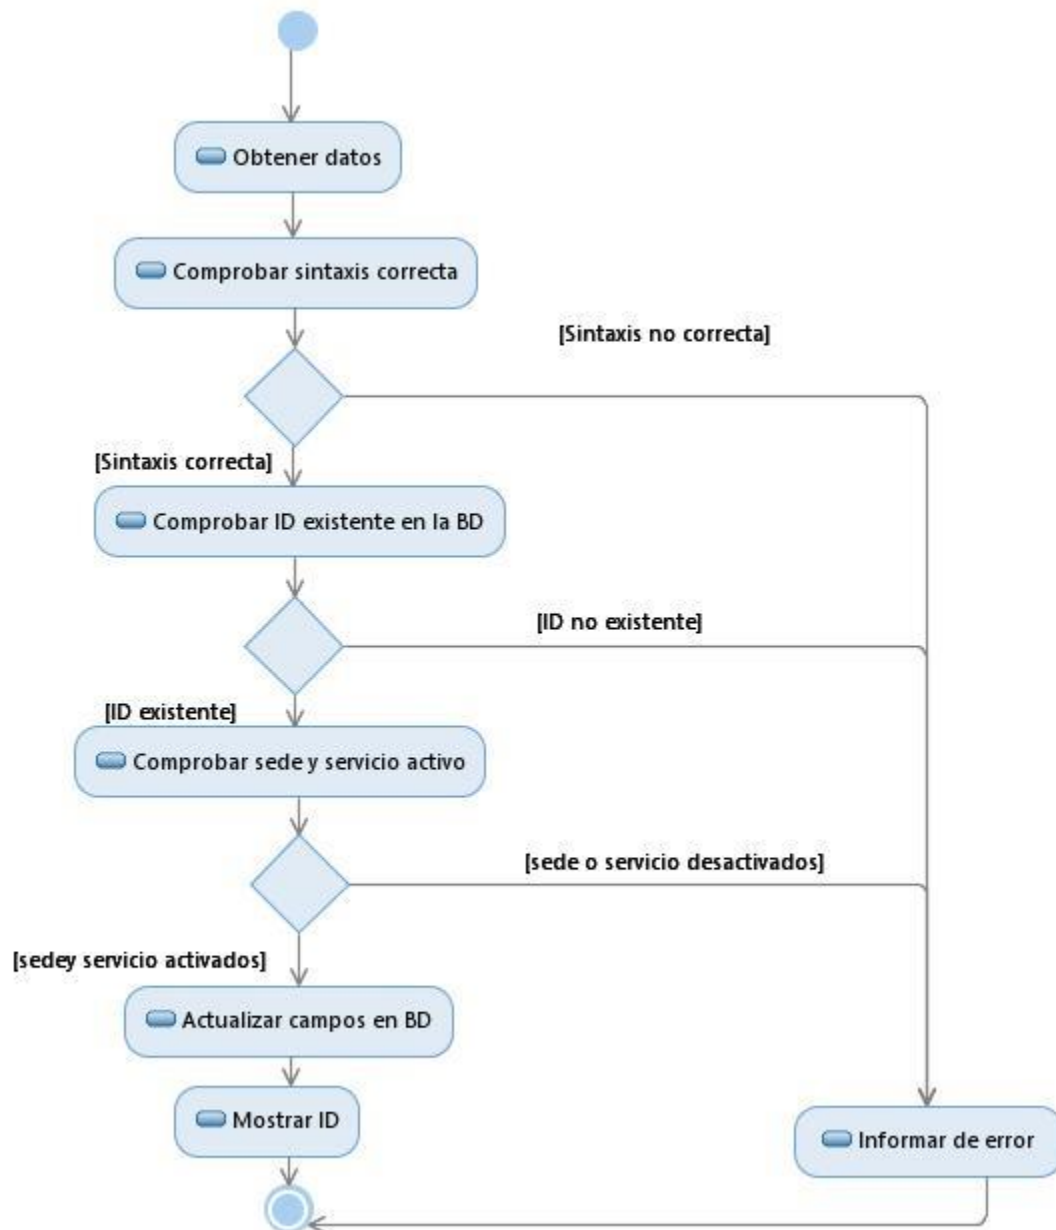 Obtener datos
Comprobar sintaxis correcta
[Sintaxis no correcta]
[Sintaxis correcta]
Comprobar ID existente en la BD
[ID no existente]
[ID existente]
Comprobar sede y servicio activo
[sede o servicio desactivados]
[sedey servicio activados]
Actualizar campos en BD
Mostrar ID
Informar de error